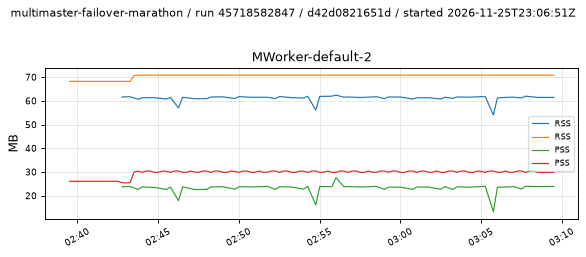 multimaster-failover-marathon / run 45718582847 / d42d0821651d / started 2026-11-25T23:06:51Z
MWorker-default-2
MB
70
60
50
40
30
20
RSS
RSS
PSS
PSS
02:40
02:45
02:50
02:55
03:00
03:05
03:10